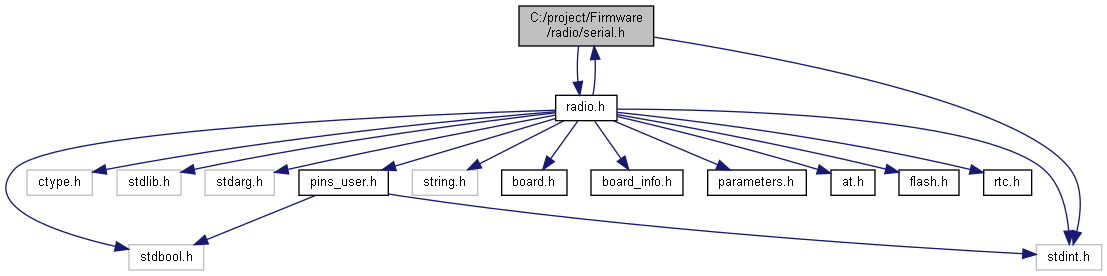 C:/project/Firmware
/radio/serial.h
radio.h
ctype.h
stdlib.h
stdarg.h
pins_user.h
string.h
board.h
board_info.h
parameters.h
at.h
flash.h
rtc.h
stdbool.h
stdint.h